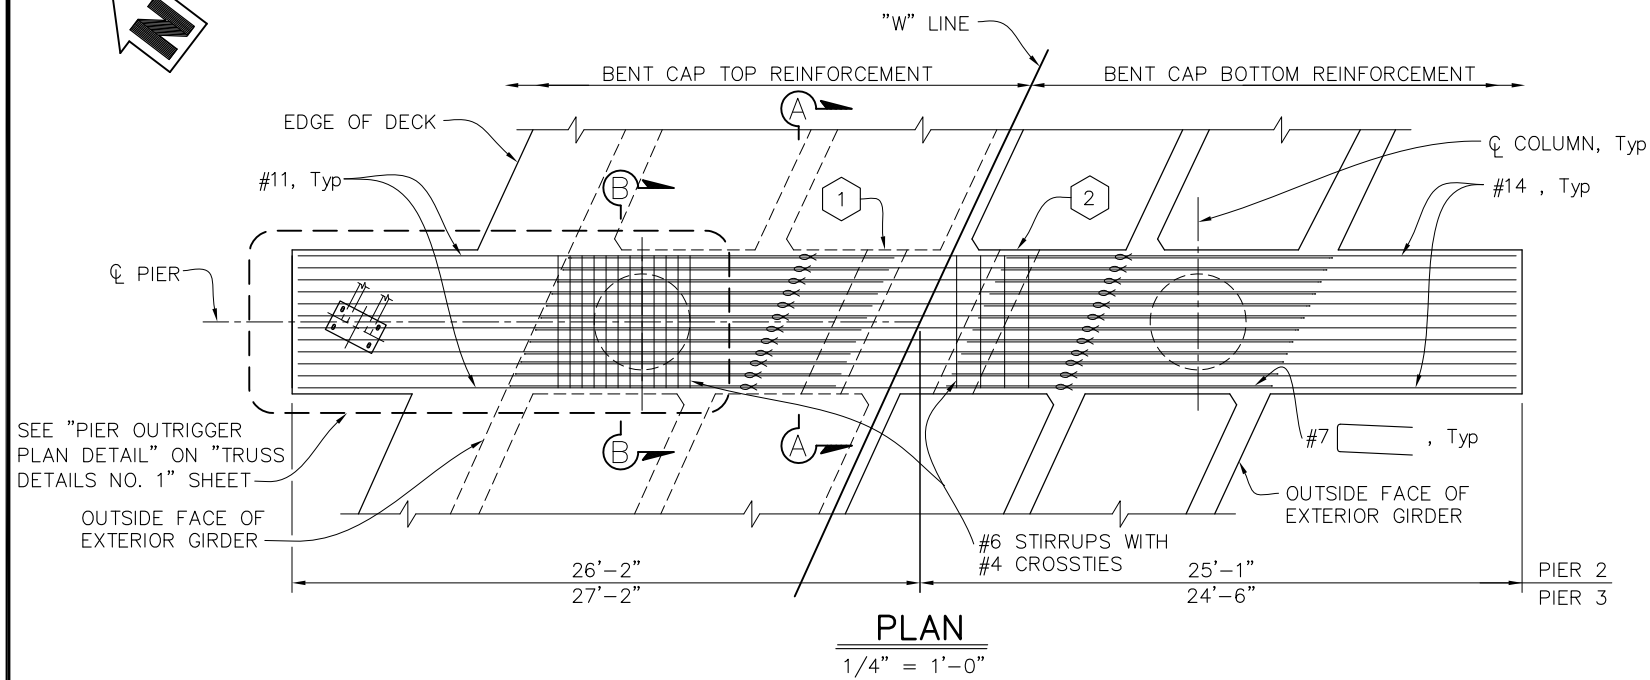 N
"W" LINE
BENT CAP TOP REINFORCEMENT
BENT CAP BOTTOM REINFORCEMENT
A
EDGE OF DECK
℄ COLUMN, Typ
#11, Typ
B
1
2
#14 , Typ
℄ PIER
SEE "PIER OUTRIGGER
PLAN DETAIL" ON "TRUSS
DETAILS NO. 1" SHEET
B
A
#7 , Typ
OUTSIDE FACE OF
EXTERIOR GIRDER
OUTSIDE FACE OF
EXTERIOR GIRDER
#6 STIRRUPS WITH
#4 CROSSTIES
26'-2"
25'-1"
PIER 2
27'-2"
24'-6"
PIER 3
PLAN
1/4" = 1'-0"